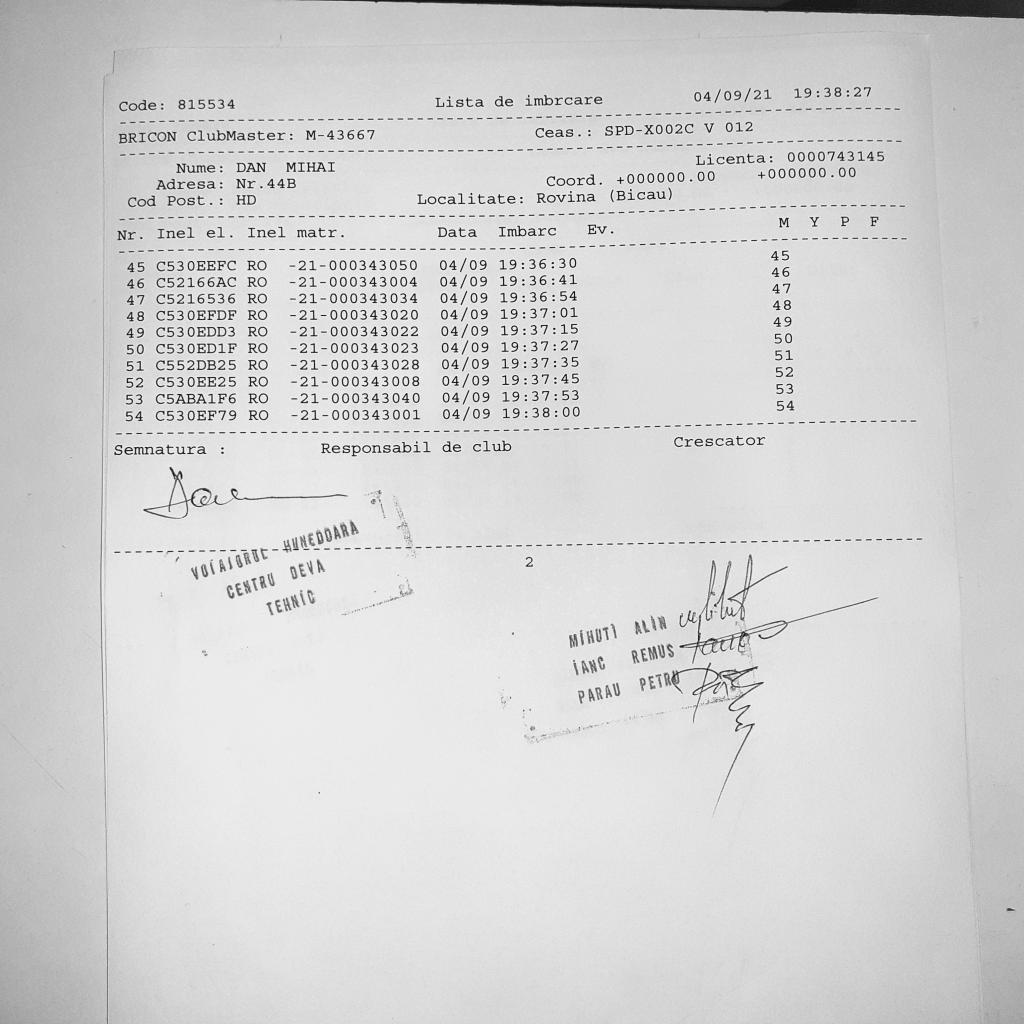 Code: 815534 Lista de imbrcare 04/09/21 19:38:27
BRICON ClubMaster: M-43667 Ceas.: SPD-X002C V 012
Nume: DAN MIHAI Licenta: 0000743145
Adresa: Nr.44B Coord. +000000.00 +000000.00
Cod Post.: HD Localitate: Rovina (Bicau)
Nr. Inel el. Inel matr. Data Imbarc Ev. M Y P F
45 C530EEFC RO -21-000343050 04/09 19:36:30 45
46 C52166AC RO -21-000343004 04/09 19:36:41 46
47 C5216536 RO -21-000343034 04/09 19:36:54 47
48 C530EFDF RO -21-000343020 04/09 19:37:01 48
49 C530EDD3 RO -21-000343022 04/09 19:37:15 49
50 C530ED1F RO -21-000343023 04/09 19:37:27 50
51 C552DB25 RO -21-000343028 04/09 19:37:35 51
52 C530EE25 RO -21-000343008 04/09 19:37:45 52
53 C5ABA1F6 RO -21-000343040 04/09 19:37:53 53
54 C530EF79 RO -21-000343001 04/09 19:38:00 54
Semnatura : Responsabil de club Crescator
VOIAJORUL HUNEDOARA
CENTRU DEVA
TEHNIC
2
MIHUTI ALIN
IANC REMUS
PARAU PETRU